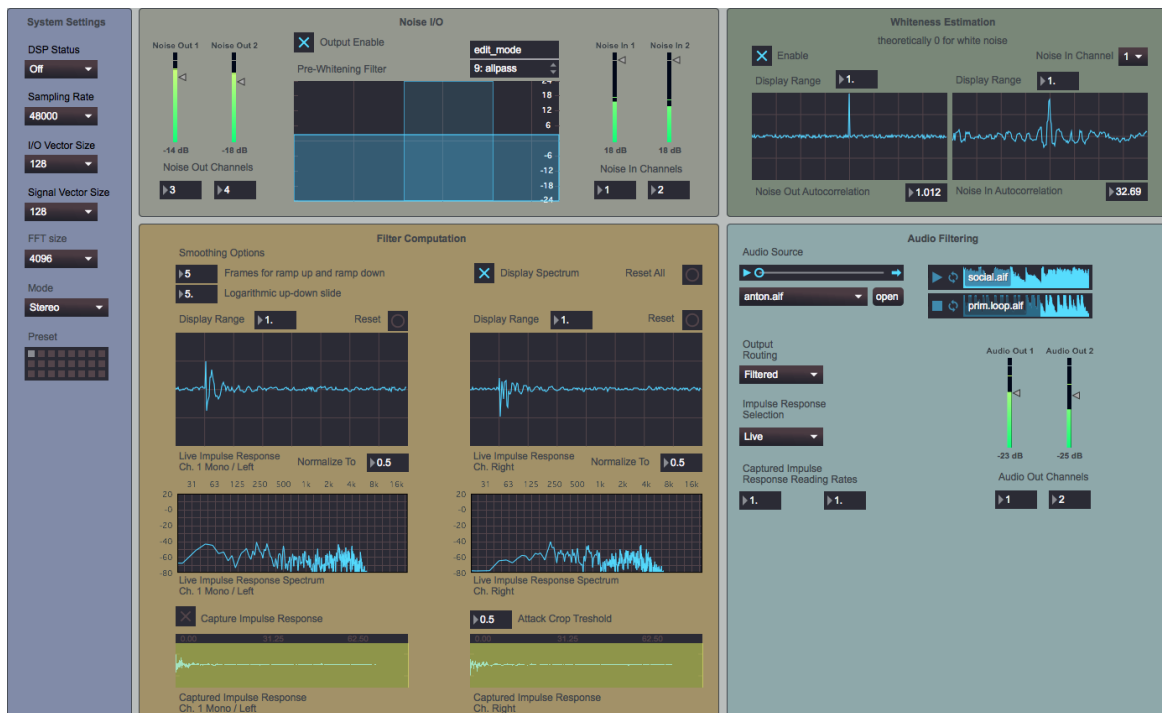 System Settings
DSP Status
Off
Sampling Rate
48000
I/O Vector Size
128
Signal Vector Size
128
FFT size
4096
Mode
Stereo
Preset
Noise I/O
Noise Out 1 Noise Out 2
Output Enable
Pre-Whitening Filter
edit_mode
9: allpass
24
18
12
6
-6
-12
-18
-24
-14 dB -18 dB
Noise Out Channels
3 4
Noise In 1 Noise In 2
18 dB 18 dB
Noise In Channels
1 2
Whiteness Estimation
theoretically 0 for white noise
Enable
Noise In Channel 1
Display Range 1.
Display Range 1.
Noise Out Autocorrelation 1.012
Noise In Autocorrelation 32.69
Filter Computation
Smoothing Options
5 Frames for ramp up and ramp down
5. Logarithmic up-down slide
Display Spectrum
Reset All
Display Range 1. Reset
Display Range 1. Reset
Live Impulse Response
Ch. 1 Mono / Left
Normalize To 0.5
Live Impulse Response
Ch. Right
Normalize To 0.5
31 63 125 250 500 1k 2k 4k 8k 16k
31 63 125 250 500 1k 2k 4k 8k 16k
20
-0
-20
-40
-60
-80
Live Impulse Response Spectrum
Ch. 1 Mono / Left
Live Impulse Response Spectrum
Ch. Right
Capture Impulse Response
0.5 Attack Crop Treshold
0.00 31.25 62.50
0.00 31.25 62.50
Captured Impulse Response
Ch. 1 Mono / Left
Captured Impulse Response
Ch. Right
Audio Filtering
Audio Source
anton.aif open
social.aif
prim.loop.aif
Output
Routing
Filtered
Impulse Response
Selection
Live
Captured Impulse
Response Reading Rates
1. 1.
Audio Out 1 Audio Out 2
-23 dB -25 dB
Audio Out Channels
1 2